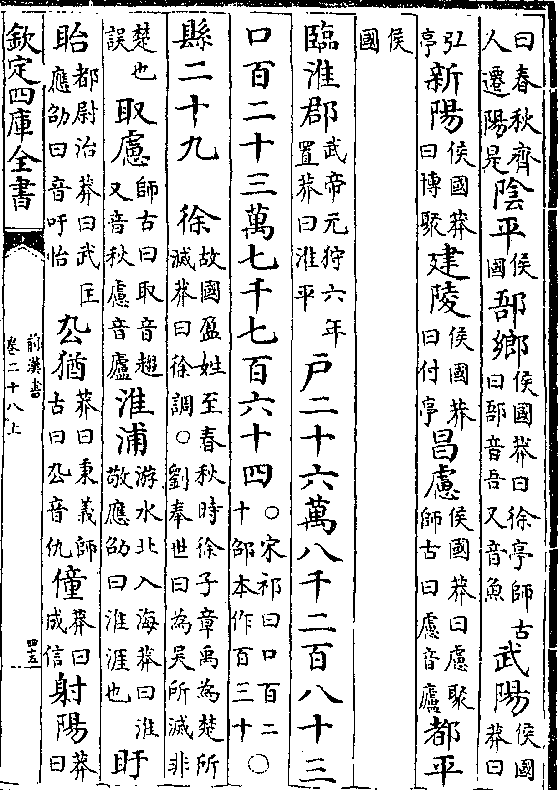 曰春秋齊人遷陽是陰平侯國郚鄉侯國莽曰徐亭師古曰郚音吾又音魚武陽侯國莽曰
弘亭新陽侯國莽曰博聚建陵侯國莽曰付亭昌慮侯國莽曰慮聚師古曰慮音廬都平
侯國
臨淮郡武帝元狩六年置莽曰淮平戶二十六萬八千二百八十三
口百二十三萬七千七百六十四○宋祁曰口百二十邵本作百三十○
縣二十九 徐故國盈姓至春秋時徐子章禹為楚所滅莽曰徐調○劉奉世曰為吳所滅非
楚也誤取慮師古曰取音趨又音秋慮音廬淮浦游水北入海莽曰淮敬應劭曰淮涯也盱
眙都尉治莽曰武匡應劭曰音吁怡厹猶莽曰秉義師古曰厹音仇僮莽曰成信射陽莽曰
欽定四庫全書
前漢書
卷二十八上
四十五